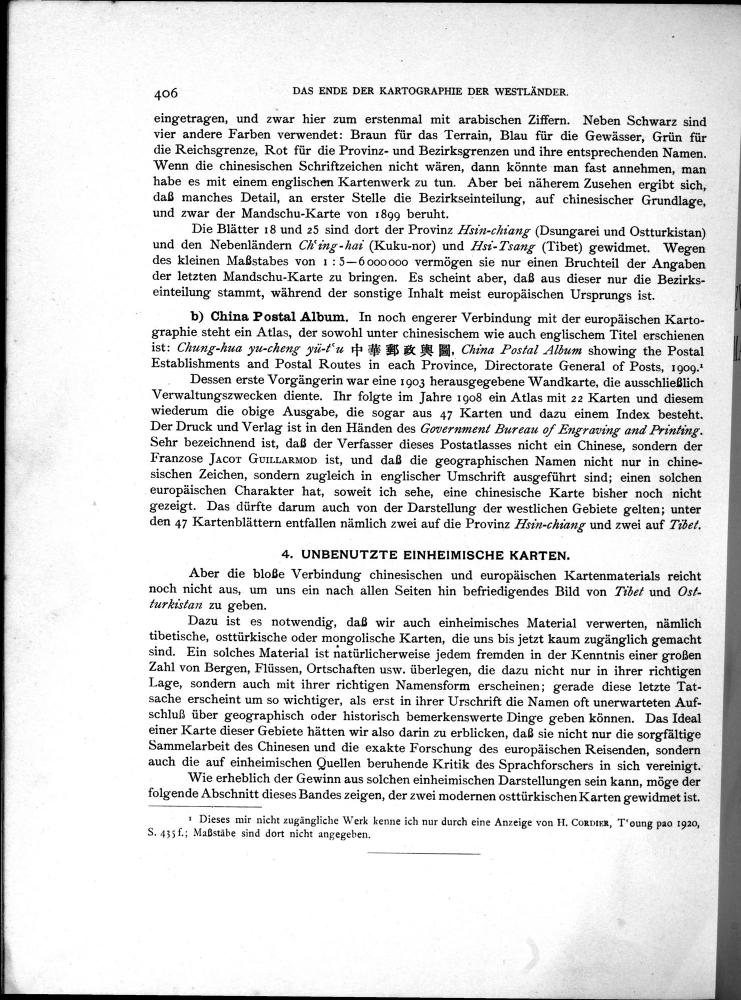 406
DAS ENDE DER KARTOGRAPHIE DER WESTLÄNDER.
eingetragen, und zwar hier zum erstenmal mit arabischen Ziffern. Neben Schwarz sind
vier andere Farben verwendet: Braun für das Terrain, Blau für die Gewässer, Grün für
die Reichsgrenze, Rot für die Provinz- und Bezirksgrenzen und ihre entsprechenden Namen.
Wenn die chinesischen Schriftzeichen nicht wären, dann könnte man fast annehmen, man
habe es mit einem englischen Kartenwerk zu tun. Aber bei näherem Zusehen ergibt sich,
daß manches Detail, an erster Stelle die Bezirkseinteilung, auf chinesischer Grundlage,
und zwar der Mandschu-Karte von 1899 beruht.
Die Blätter 18 und 25 sind dort der Provinz Hsin-chiang (Dsungarei und Ostturkistan)
und den Nebenländern Ch‘ing-hai (Kuku-nor) und Hsi-Tsang (Tibet) gewidmet. Wegen
des kleinen Maßstabes von 1 : 5—6 000 000 vermögen sie nur einen Bruchteil der Angaben
der letzten Mandschu-Karte zu bringen. Es scheint aber, daß aus dieser nur die Bezirks-
einteilung stammt, während der sonstige Inhalt meist europäischen Ursprungs ist.
b) China Postal Album. In noch engerer Verbindung mit der europäischen Karto-
graphie steht ein Atlas, der sowohl unter chinesischem wie auch englischem Titel erschienen
ist: Chung-hua yu-cheng yü-t‘u 中 華 郵 政 輿 圖, China Postal Album showing the Postal
Establishments and Postal Routes in each Province, Directorate General of Posts, 1909.¹
Dessen erste Vorgängerin war eine 1903 herausgegebene Wandkarte, die ausschließlich
Verwaltungszwecken diente. Ihr folgte im Jahre 1908 ein Atlas mit 22 Karten und diesem
wiederum die obige Ausgabe, die sogar aus 47 Karten und dazu einem Index besteht.
Der Druck und Verlag ist in den Händen des Government Bureau of Engraving and Printing.
Sehr bezeichnend ist, daß der Verfasser dieses Postatlasses nicht ein Chinese, sondern der
Franzose JACOT GUILLARMOD ist, und daß die geographischen Namen nicht nur in chine-
sischen Zeichen, sondern zugleich in englischer Umschrift ausgeführt sind; einen solchen
europäischen Charakter hat, soweit ich sehe, eine chinesische Karte bisher noch nicht
gezeigt. Das dürfte darum auch von der Darstellung der westlichen Gebiete gelten; unter
den 47 Kartenblättern entfallen nämlich zwei auf die Provinz Hsin-chiang und zwei auf Tibet.
4. UNBENUTZTE EINHEIMISCHE KARTEN.
Aber die bloße Verbindung chinesischen und europäischen Kartenmaterials reicht
noch nicht aus, um uns ein nach allen Seiten hin befriedigendes Bild von Tibet und Ost-
turkistan zu geben.
Dazu ist es notwendig, daß wir auch einheimisches Material verwerten, nämlich
tibetische, osttürkische oder mongolische Karten, die uns bis jetzt kaum zugänglich gemacht
sind. Ein solches Material ist natürlicherweise jedem fremden in der Kenntnis einer großen
Zahl von Bergen, Flüssen, Ortschaften usw. überlegen, die dazu nicht nur in ihrer richtigen
Lage, sondern auch mit ihrer richtigen Namensform erscheinen; gerade diese letzte Tat-
sache erscheint um so wichtiger, als erst in ihrer Urschrift die Namen oft unerwarteten Auf-
schluß über geographisch oder historisch bemerkenswerte Dinge geben können. Das Ideal
einer Karte dieser Gebiete hätten wir also darin zu erblicken, daß sie nicht nur die sorgfältige
Sammelarbeit des Chinesen und die exakte Forschung des europäischen Reisenden, sondern
auch die auf einheimischen Quellen beruhende Kritik des Sprachforschers in sich vereinigt.
Wie erheblich der Gewinn aus solchen einheimischen Darstellungen sein kann, möge der
folgende Abschnitt dieses Bandes zeigen, der zwei modernen osttürkischen Karten gewidmet ist.
¹ Dieses mir nicht zugängliche Werk kenne ich nur durch eine Anzeige von H. CORDIER, T‘oung pao 1920,
S. 435 f.; Maßstäbe sind dort nicht angegeben.